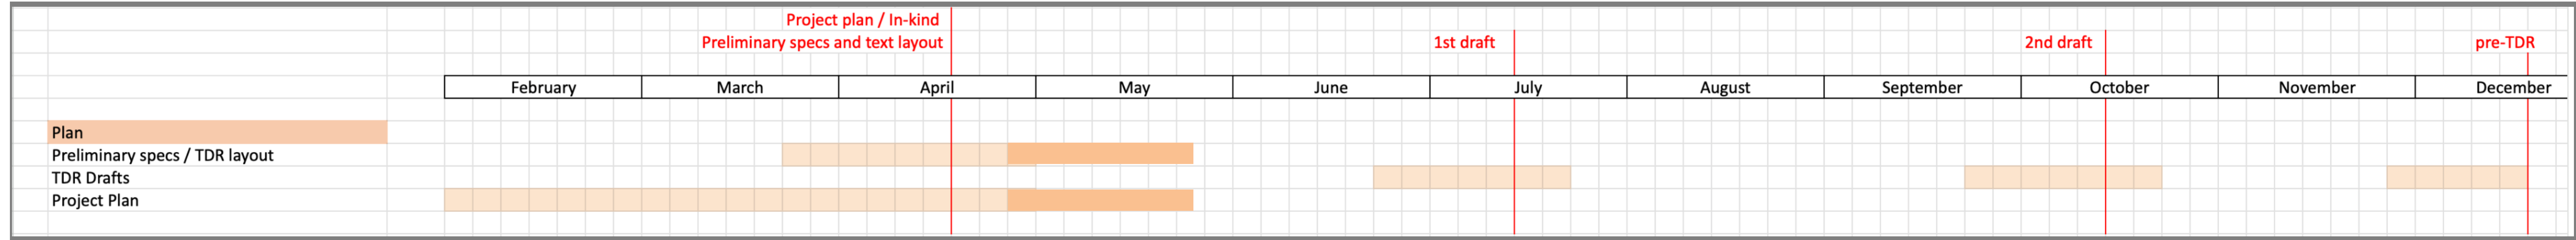 Project plan / In-kind
Preliminary specs and text layout
1st draft
2nd draft
pre-TDR
February March April May June July August September October November December
Plan
Preliminary specs / TDR layout
TDR Drafts
Project Plan